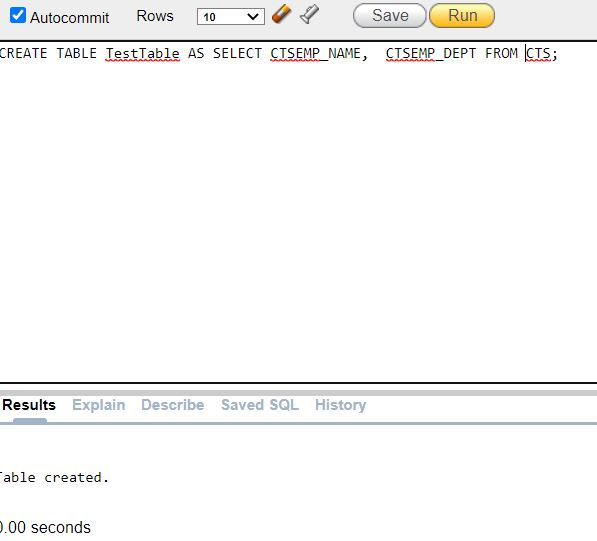 Autocommit Rows 10 Save Run
CREATE TABLE TestTable AS SELECT CTSEMP_NAME,  CTSEMP_DEPT FROM CTS;
Results Explain Describe Saved SQL History
Table created.
0.00 seconds